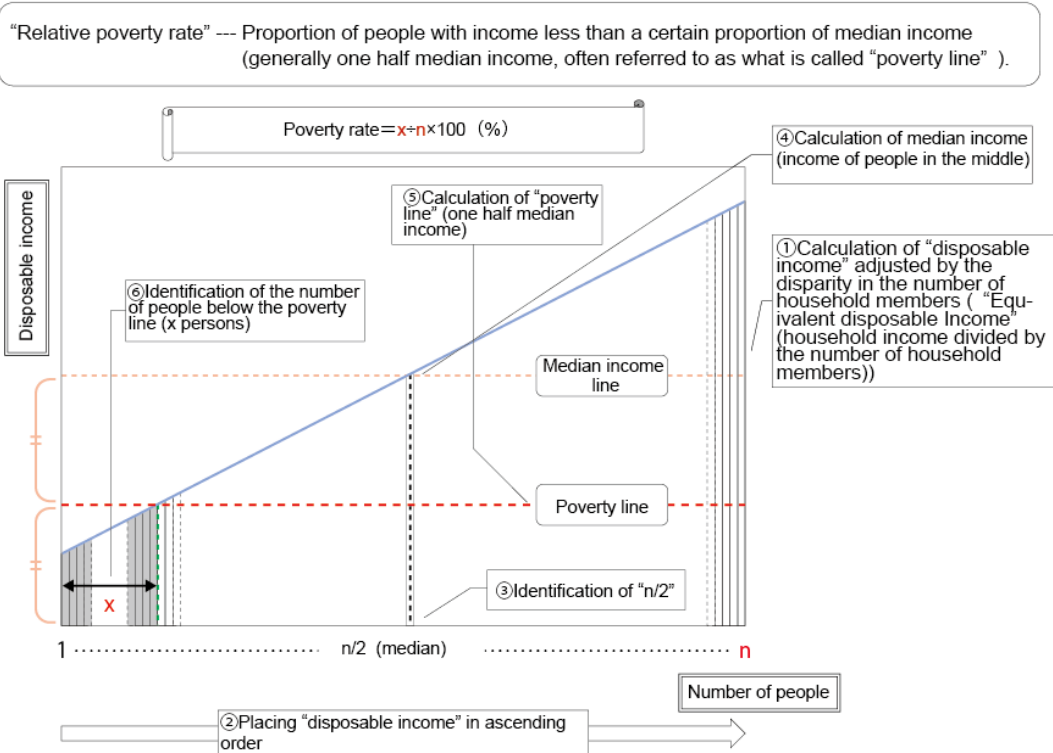 “Relative poverty rate” --- Proportion of people with income less than a certain proportion of median income
(generally one half median income, often referred to as what is called “poverty line” ).
Poverty rate=x÷n×100 (%)
④Calculation of median income
(income of people in the middle)
⑤Calculation of “poverty
line” (one half median
income)
Disposable income
①Calculation of “disposable
income” adjusted by the
disparity in the number of
household members ( “Equ-
ivalent disposable Income”
(household income divided by
the number of household
members))
⑥Identification of the number
of people below the poverty
line (x persons)
Median income
line
Poverty line
③Identification of “n/2”
x
1
n/2 (median)
n
Number of people
②Placing “disposable income” in ascending
order